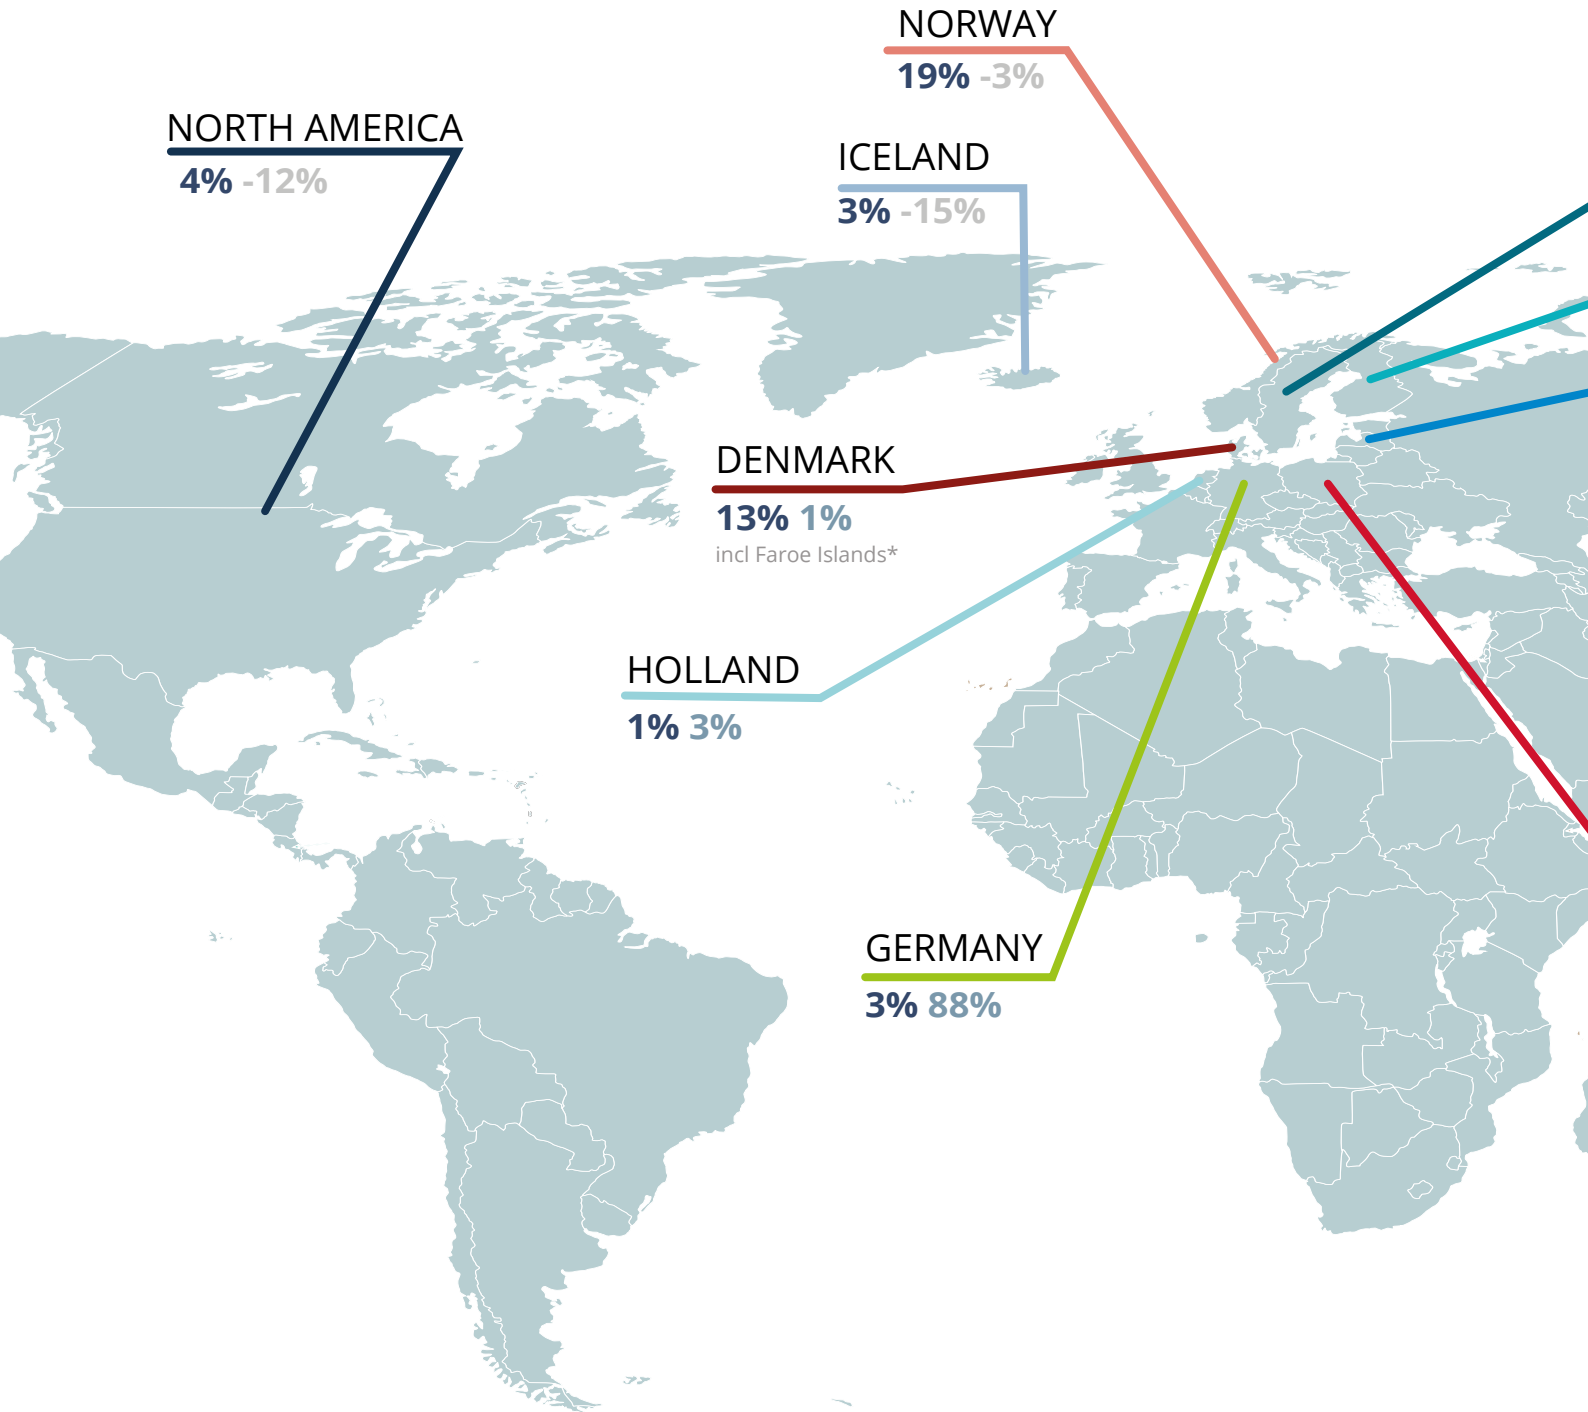 NORWAY
19% -3%
NORTH AMERICA
4% -12%
ICELAND
3% -15%
DENMARK
13% 1%
incl Faroe Islands*
HOLLAND
1% 3%
GERMANY
3% 88%